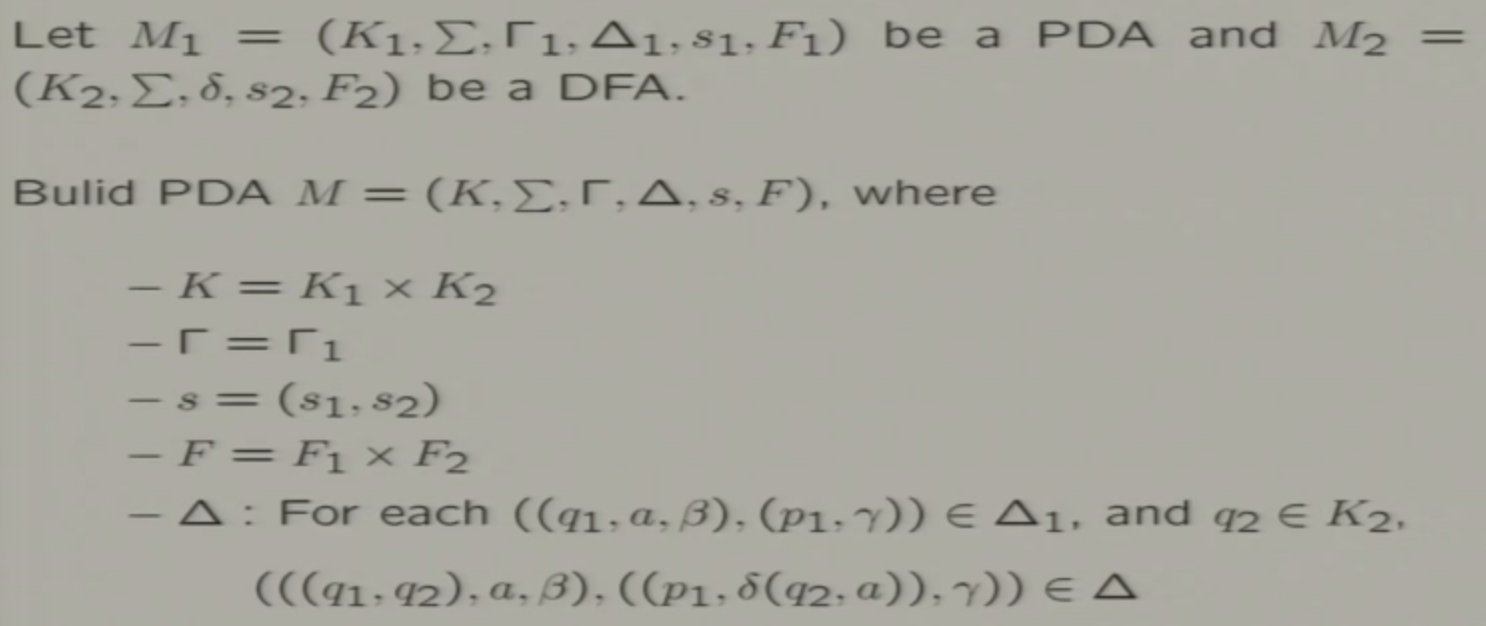 Let M₁ = (K₁, Σ, Γ₁, Δ₁, s₁, F₁) be a PDA and M₂ =
(K₂, Σ, δ, s₂, F₂) be a DFA.
Bulid PDA M = (K, Σ, Γ, Δ, s, F), where
– K = K₁ × K₂
– Γ = Γ₁
– s = (s₁, s₂)
– F = F₁ × F₂
– Δ : For each ((q₁, a, β), (p₁, γ)) ∈ Δ₁, and q₂ ∈ K₂,
(((q₁, q₂), a, β), ((p₁, δ(q₂, a)), γ)) ∈ Δ